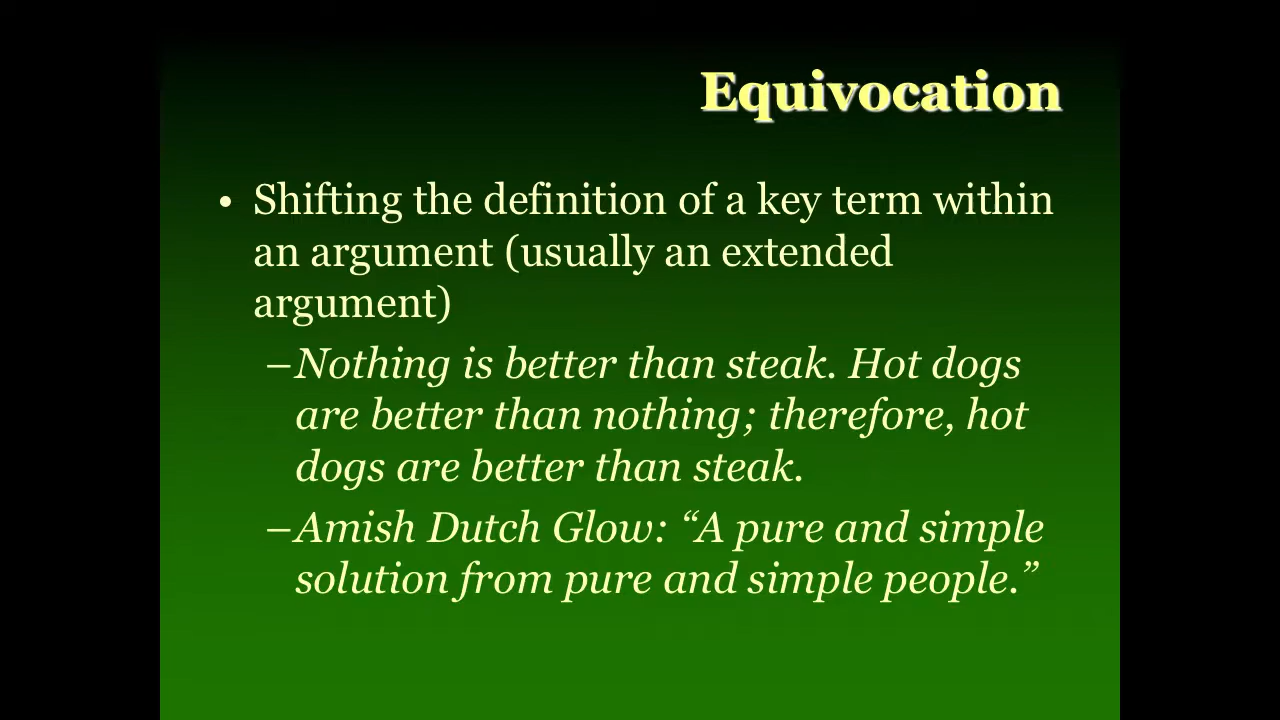 Equivocation
• Shifting the definition of a key term within
an argument (usually an extended
argument)
–Nothing is better than steak. Hot dogs
are better than nothing; therefore, hot
dogs are better than steak.
–Amish Dutch Glow: “A pure and simple
solution from pure and simple people.”